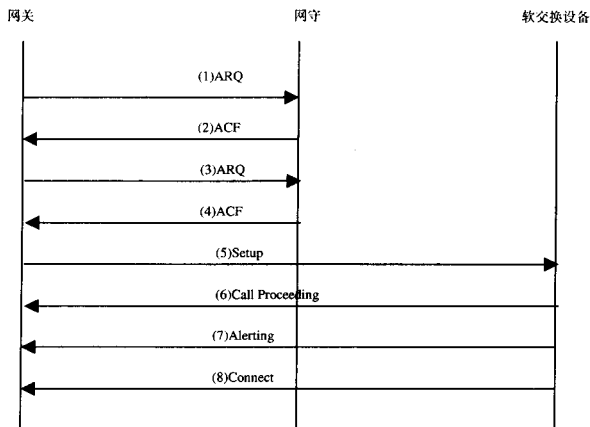 网关 网守 软交换设备
(1)ARQ
(2)ACF
(3)ARQ
(4)ACF
(5)Setup
(6)Call Proceeding
(7)Alerting
(8)Connect